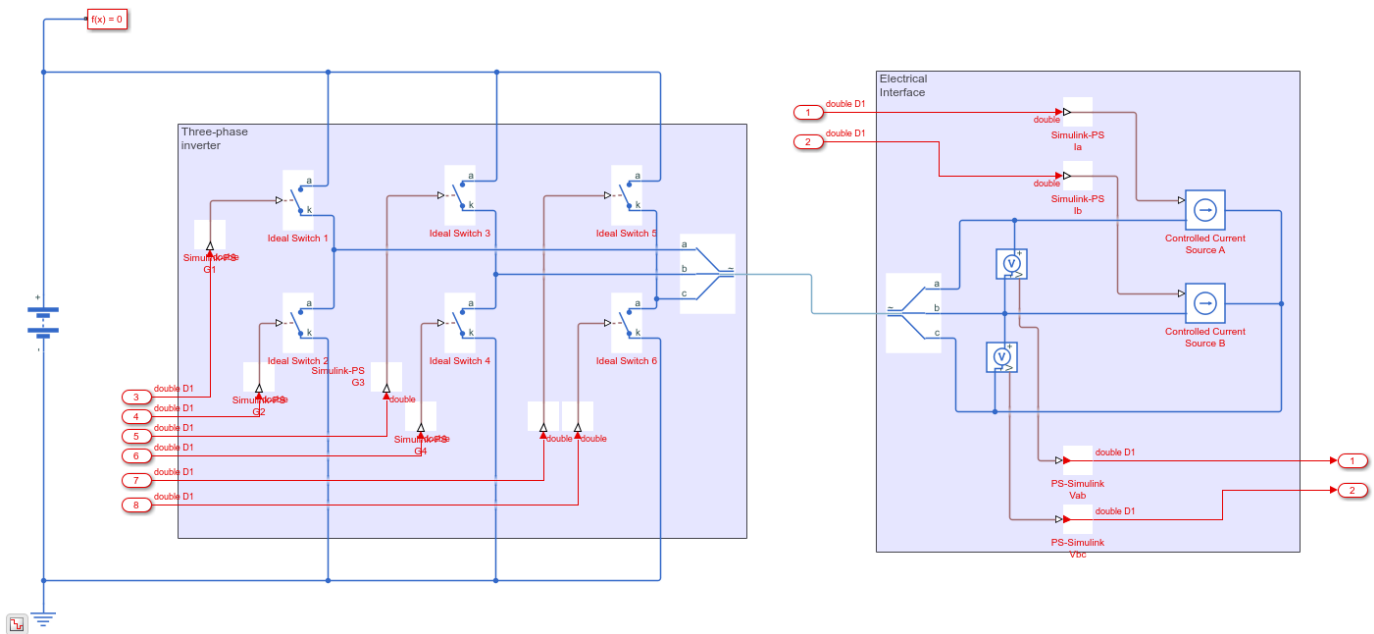 f(x) = 0
Three-phase
inverter
a
k
Ideal Switch 1
a
k
Ideal Switch 3
a
k
Ideal Switch 5
Simulink-PS
G1
double
a
b
c
~
+
-
a
k
Ideal Switch 2
a
k
Ideal Switch 4
a
k
Ideal Switch 6
Simulink-PS
G3
double
Simulink-PS
G2
double
Simulink-PS
G4
double
double
double
3
double D1
4
double D1
5
double D1
6
double D1
7
double D1
8
double D1
Electrical
Interface
1
double D1
double
Simulink-PS
Ia
2
double D1
double
Simulink-PS
Ib
Controlled Current
Source A
Controlled Current
Source B
V
+
V
+
~
a
b
c
double D1
1
PS-Simulink
Vab
double D1
2
PS-Simulink
Vbc